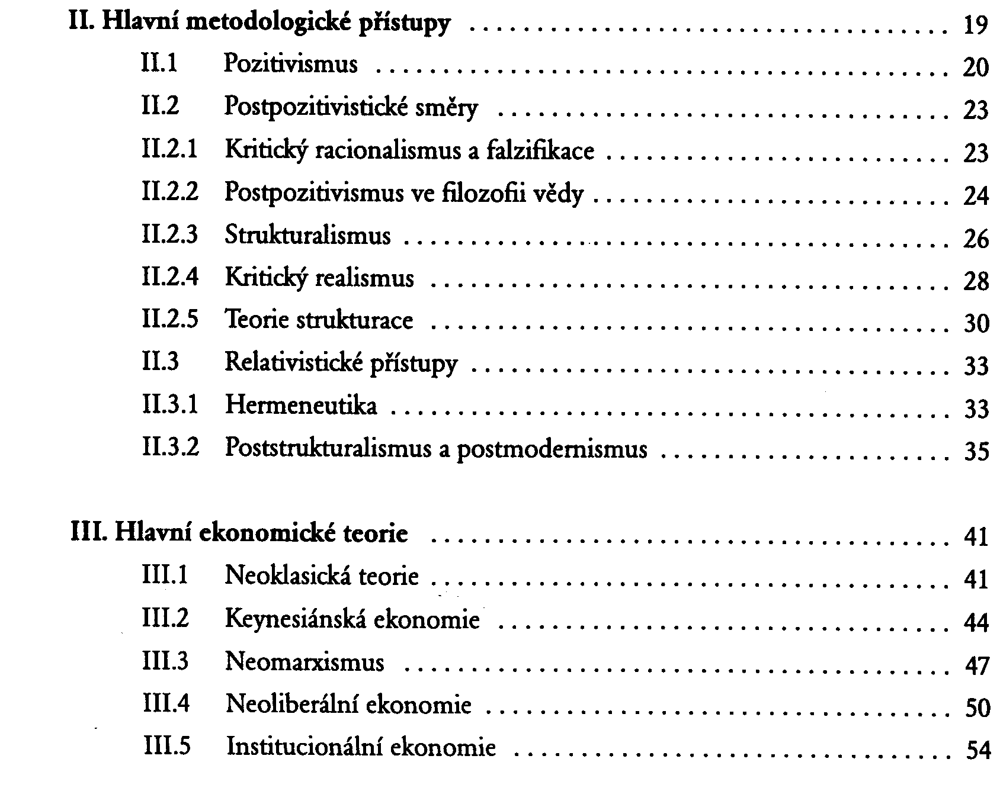 II. Hlavní metodologické přístupy . . . . . . . . . . . . . . . . . . . . . . . . . . . . . . . . . . . . 19
II.1 Pozitivismus . . . . . . . . . . . . . . . . . . . . . . . . . . . . . . . . . . . . . . . . . . . 20
II.2 Postpozitivistické směry . . . . . . . . . . . . . . . . . . . . . . . . . . . . . . . . . . 23
II.2.1 Kritický racionalismus a falzifikace . . . . . . . . . . . . . . . . . . . . . . . . . . 23
II.2.2 Postpozitivismus ve filozofii vědy . . . . . . . . . . . . . . . . . . . . . . . . . . . 24
II.2.3 Strukturalismus . . . . . . . . . . . . . . . . . . . . . . . . . . . . . . . . . . . . . . . . . 26
II.2.4 Kritický realismus . . . . . . . . . . . . . . . . . . . . . . . . . . . . . . . . . . . . . . . 28
II.2.5 Teorie strukturace . . . . . . . . . . . . . . . . . . . . . . . . . . . . . . . . . . . . . . . 30
II.3 Relativistické přístupy . . . . . . . . . . . . . . . . . . . . . . . . . . . . . . . . . . . . 33
II.3.1 Hermeneutika . . . . . . . . . . . . . . . . . . . . . . . . . . . . . . . . . . . . . . . . . . 33
II.3.2 Poststrukturalismus a postmodernismus . . . . . . . . . . . . . . . . . . . . . . 35
III. Hlavní ekonomické teorie . . . . . . . . . . . . . . . . . . . . . . . . . . . . . . . . . . . . . . . 41
III.1 Neoklasická teorie . . . . . . . . . . . . . . . . . . . . . . . . . . . . . . . . . . . . . . . 41
III.2 Keynesiánská ekonomie . . . . . . . . . . . . . . . . . . . . . . . . . . . . . . . . . . 44
III.3 Neomarxismus . . . . . . . . . . . . . . . . . . . . . . . . . . . . . . . . . . . . . . . . . 47
III.4 Neoliberální ekonomie . . . . . . . . . . . . . . . . . . . . . . . . . . . . . . . . . . . 50
III.5 Institucionální ekonomie . . . . . . . . . . . . . . . . . . . . . . . . . . . . . . . . . 54